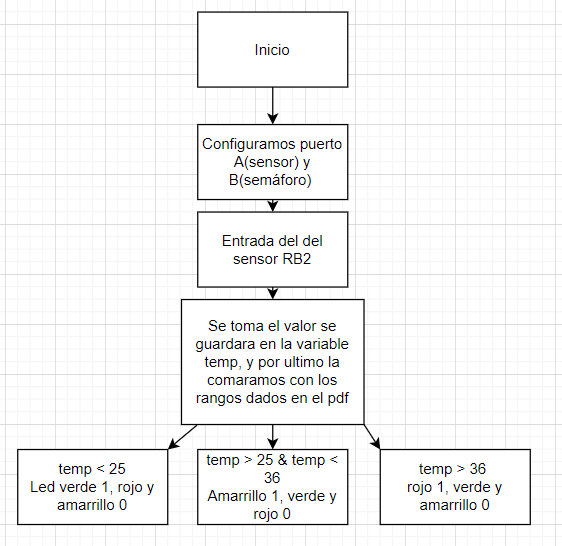 Inicio
Configuramos puerto
A(sensor) y
B(semáforo)
Entrada del del
sensor RB2
Se toma el valor se
guardara en la variable
temp, y por ultimo la
comaramos con los
rangos dados en el pdf
temp < 25
Led verde 1, rojo y
amarrillo 0
temp > 25 & temp <
36
Amarrillo 1, verde y
rojo 0
temp > 36
rojo 1, verde y
amarrillo 0